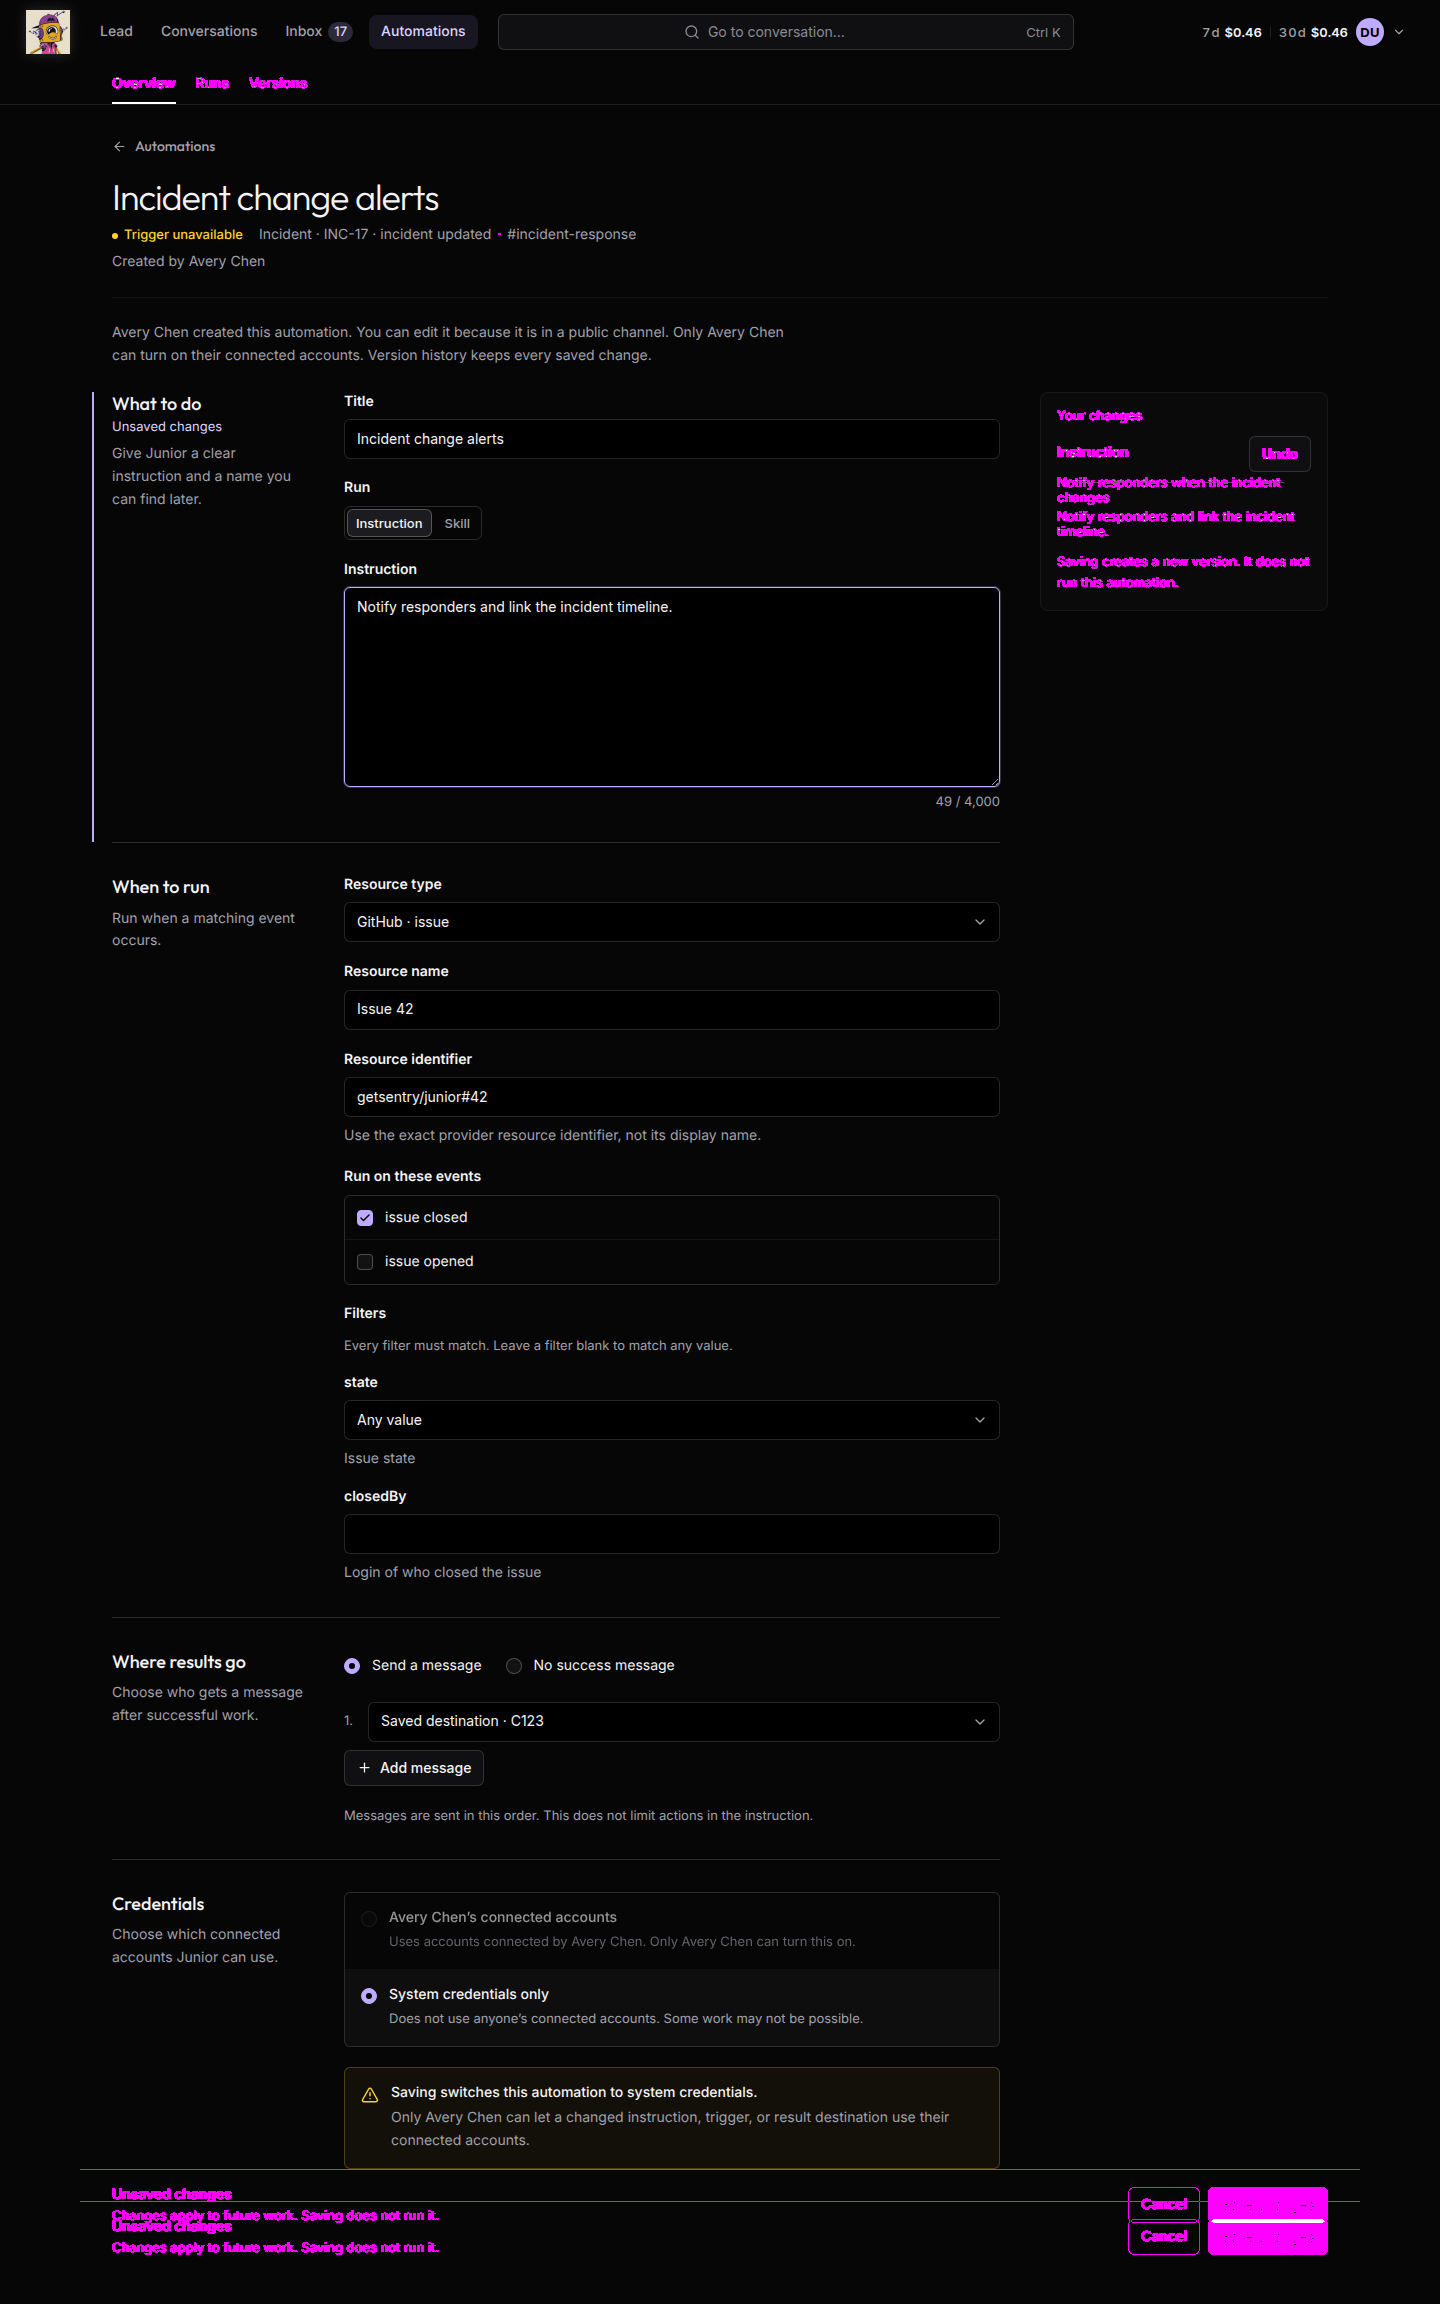 Lead Conversations Inbox 17 Automations Go to conversation... Ctrl K 7d $0.46 30d $0.46 DU
Overview Runs Versions
Automations
Incident change alerts
Trigger unavailable Incident · INC-17 · incident updated · #incident-response
Created by Avery Chen
Avery Chen created this automation. You can edit it because it is in a public channel. Only Avery Chen
can turn on their connected accounts. Version history keeps every saved change.
What to do
Unsaved changes
Give Junior a clear
instruction and a name you
can find later.
Title
Incident change alerts
Run
Instruction Skill
Instruction
Notify responders and link the incident timeline.
49 / 4,000
Your changes
Instruction Undo
Notify responders when the incident
changes
Notify responders and link the incident
timeline.
Saving creates a new version. It does not
run this automation.
When to run
Run when a matching event
occurs.
Resource type
GitHub · issue
Resource name
Issue 42
Resource identifier
getsentry/junior#42
Use the exact provider resource identifier, not its display name.
Run on these events
issue closed
issue opened
Filters
Every filter must match. Leave a filter blank to match any value.
state
Any value
Issue state
closedBy
Login of who closed the issue
Where results go
Choose who gets a message
after successful work.
Send a message No success message
1. Saved destination · C123
Add message
Messages are sent in this order. This does not limit actions in the instruction.
Credentials
Choose which connected
accounts Junior can use.
Avery Chen's connected accounts
Uses accounts connected by Avery Chen. Only Avery Chen can turn this on.
System credentials only
Does not use anyone's connected accounts. Some work may not be possible.
Saving switches this automation to system credentials.
Only Avery Chen can let a changed instruction, trigger, or result destination use their
connected accounts.
Unsaved changes
Changes apply to future work. Saving does not run it.
Cancel
Unsaved changes
Changes apply to future work. Saving does not run it.
Cancel